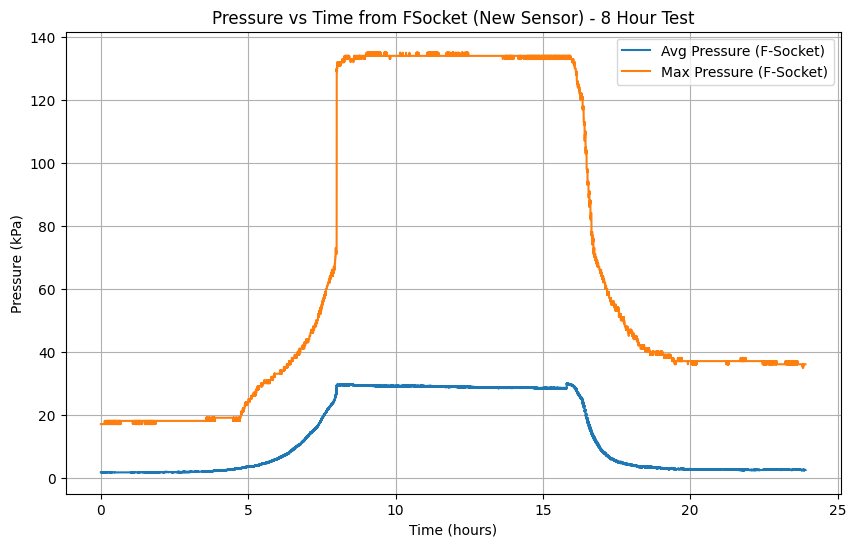 Pressure vs Time from FSocket (New Sensor) - 8 Hour Test
Avg Pressure (F-Socket)
Max Pressure (F-Socket)
Pressure (kPa)
140
120
100
80
60
40
20
0
0 5 10 15 20 25
Time (hours)